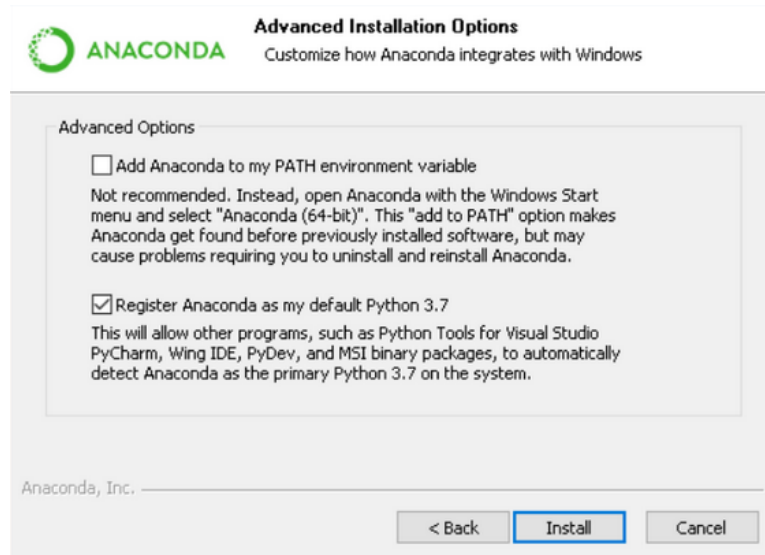 ANACONDA
Advanced Installation Options
Customize how Anaconda integrates with Windows
Advanced Options
Add Anaconda to my PATH environment variable
Not recommended. Instead, open Anaconda with the Windows Start
menu and select "Anaconda (64-bit)". This "add to PATH" option makes
Anaconda get found before previously installed software, but may
cause problems requiring you to uninstall and reinstall Anaconda.
Register Anaconda as my default Python 3.7
This will allow other programs, such as Python Tools for Visual Studio
PyCharm, Wing IDE, PyDev, and MSI binary packages, to automatically
detect Anaconda as the primary Python 3.7 on the system.
Anaconda, Inc.
< Back
Install
Cancel